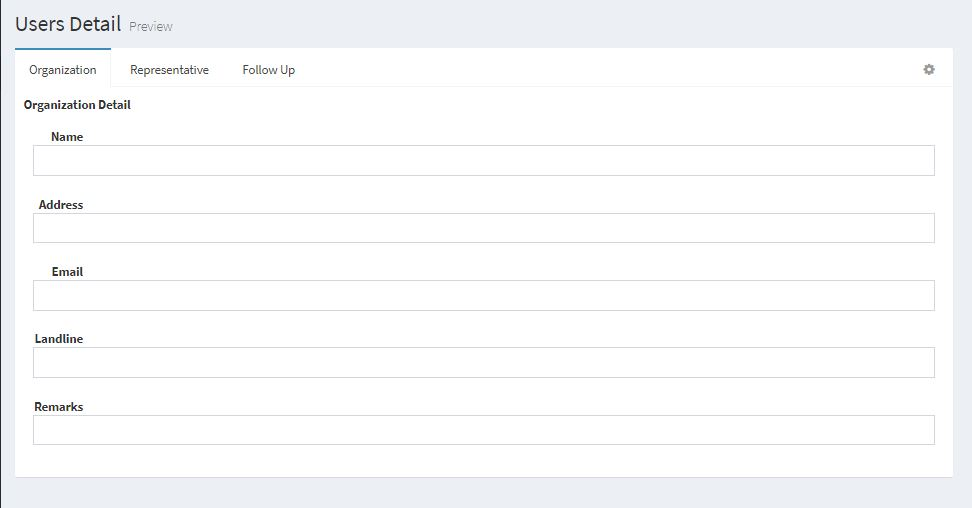 Users Detail Preview
Organization Representative Follow Up
Organization Detail
Name
Address
Email
Landline
Remarks